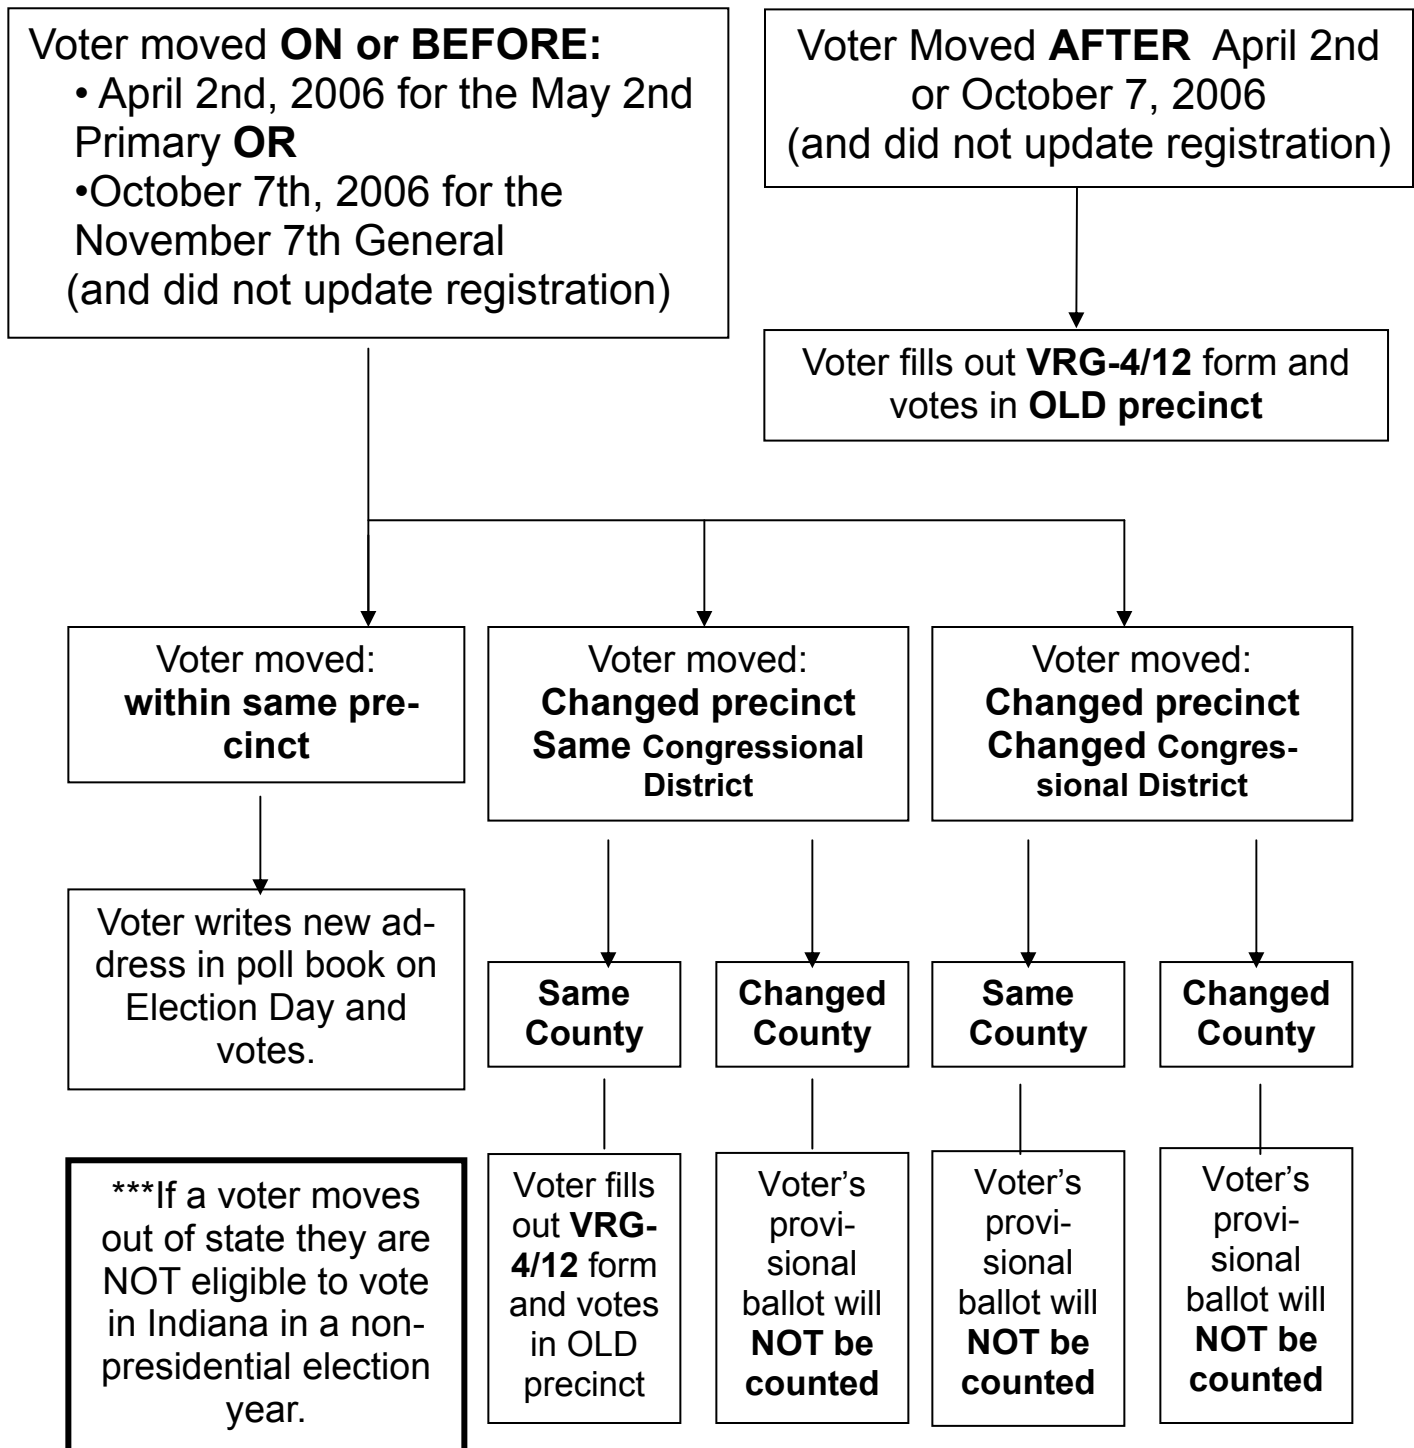 Voter moved ON or BEFORE:
• April 2nd, 2006 for the May 2nd
Primary OR
•October 7th, 2006 for the
November 7th General
(and did not update registration)
Voter Moved AFTER April 2nd
or October 7, 2006
(and did not update registration)
Voter fills out VRG-4/12 form and
votes in OLD precinct
Voter moved:
within same pre-
cinct
Voter moved:
Changed precinct
Same Congressional
District
Voter moved:
Changed precinct
Changed Congres-
sional District
Voter writes new ad-
dress in poll book on
Election Day and
votes.
Same
County
Changed
County
Same
County
Changed
County
***If a voter moves
out of state they are
NOT eligible to vote
in Indiana in a non-
presidential election
year.
Voter fills
out VRG-
4/12 form
and votes
in OLD
precinct
Voter's
provi-
sional
ballot will
NOT be
counted
Voter's
provi-
sional
ballot will
NOT be
counted
Voter's
provi-
sional
ballot will
NOT be
counted